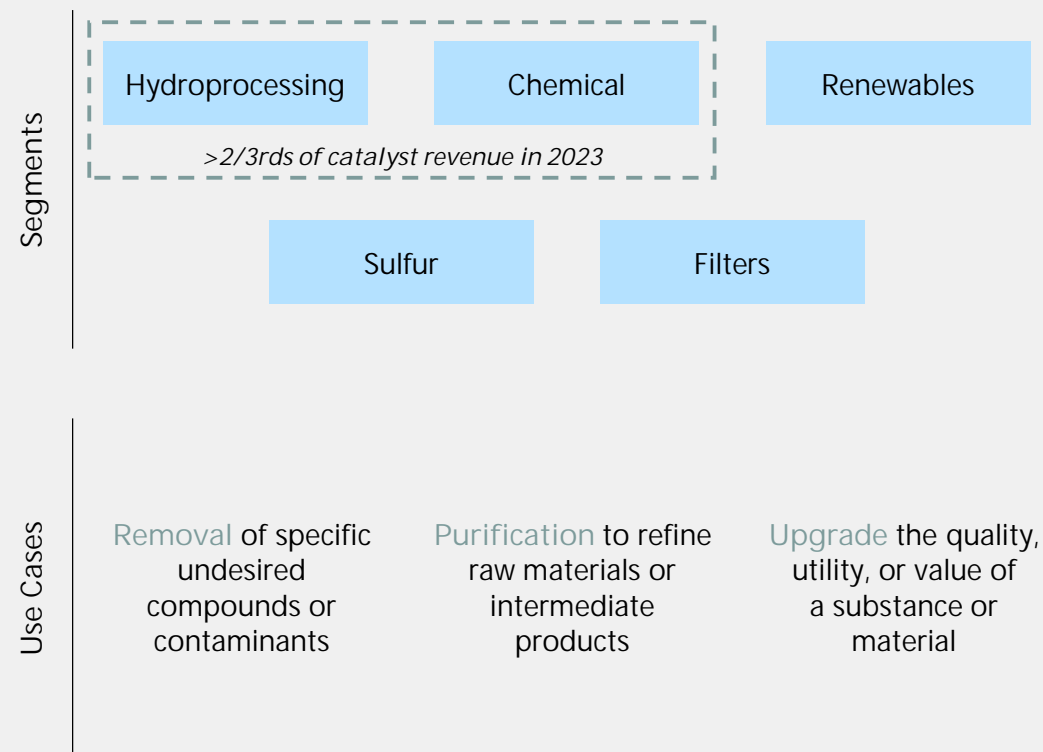 Segments
Hydroprocessing
Chemical
Renewables
>2/3rds of catalyst revenue in 2023
Sulfur
Filters
Use Cases
Removal of specific
undesired
compounds or
contaminants
Purification to refine
raw materials or
intermediate
products
Upgrade the quality,
utility, or value of
a substance or
material